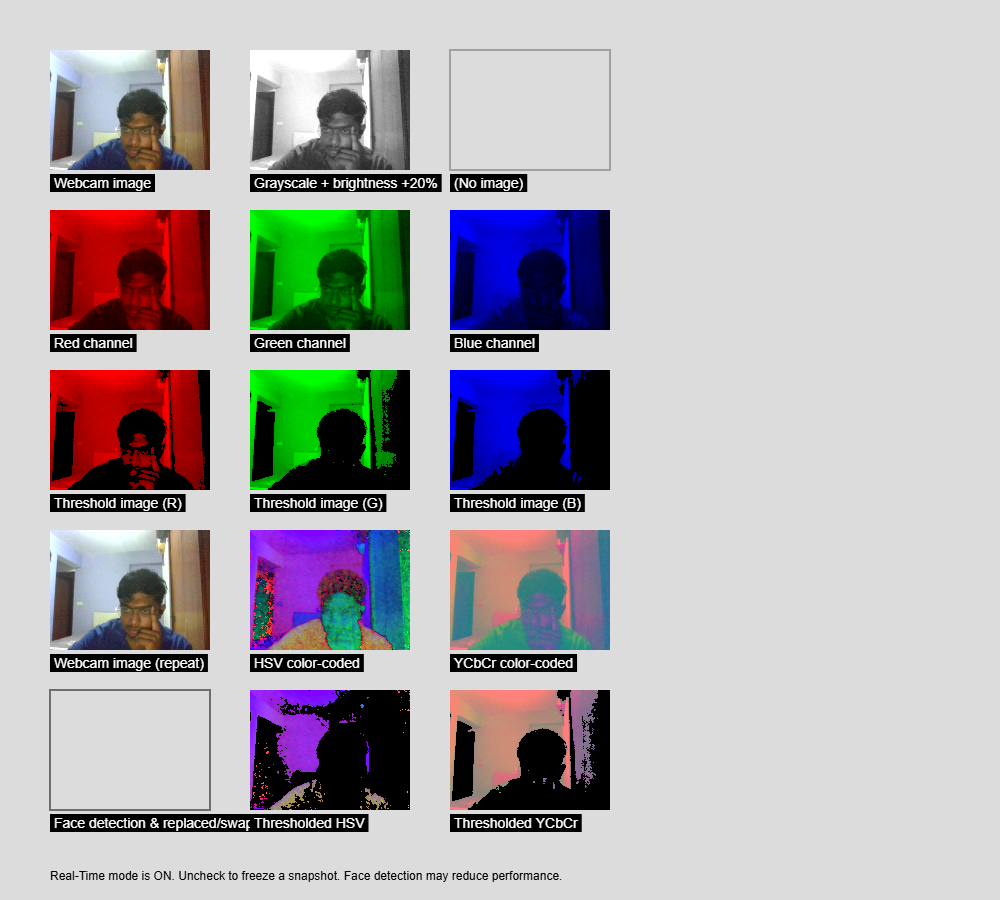 Webcam image
Grayscale + brightness +20%
(No image)
Red channel
Green channel
Blue channel
Threshold image (R)
Threshold image (G)
Threshold image (B)
Webcam image (repeat)
HSV color-coded
YCbCr color-coded
Face detection & replaced/swap
Thresholded HSV
Thresholded YCbCr
Real-Time mode is ON. Uncheck to freeze a snapshot. Face detection may reduce performance.